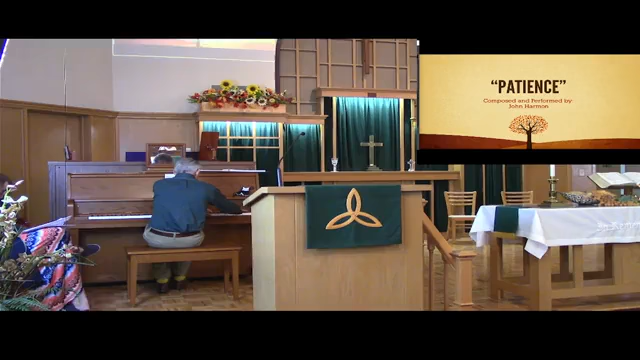 “PATIENCE”
Composed and Performed by
John Harmon